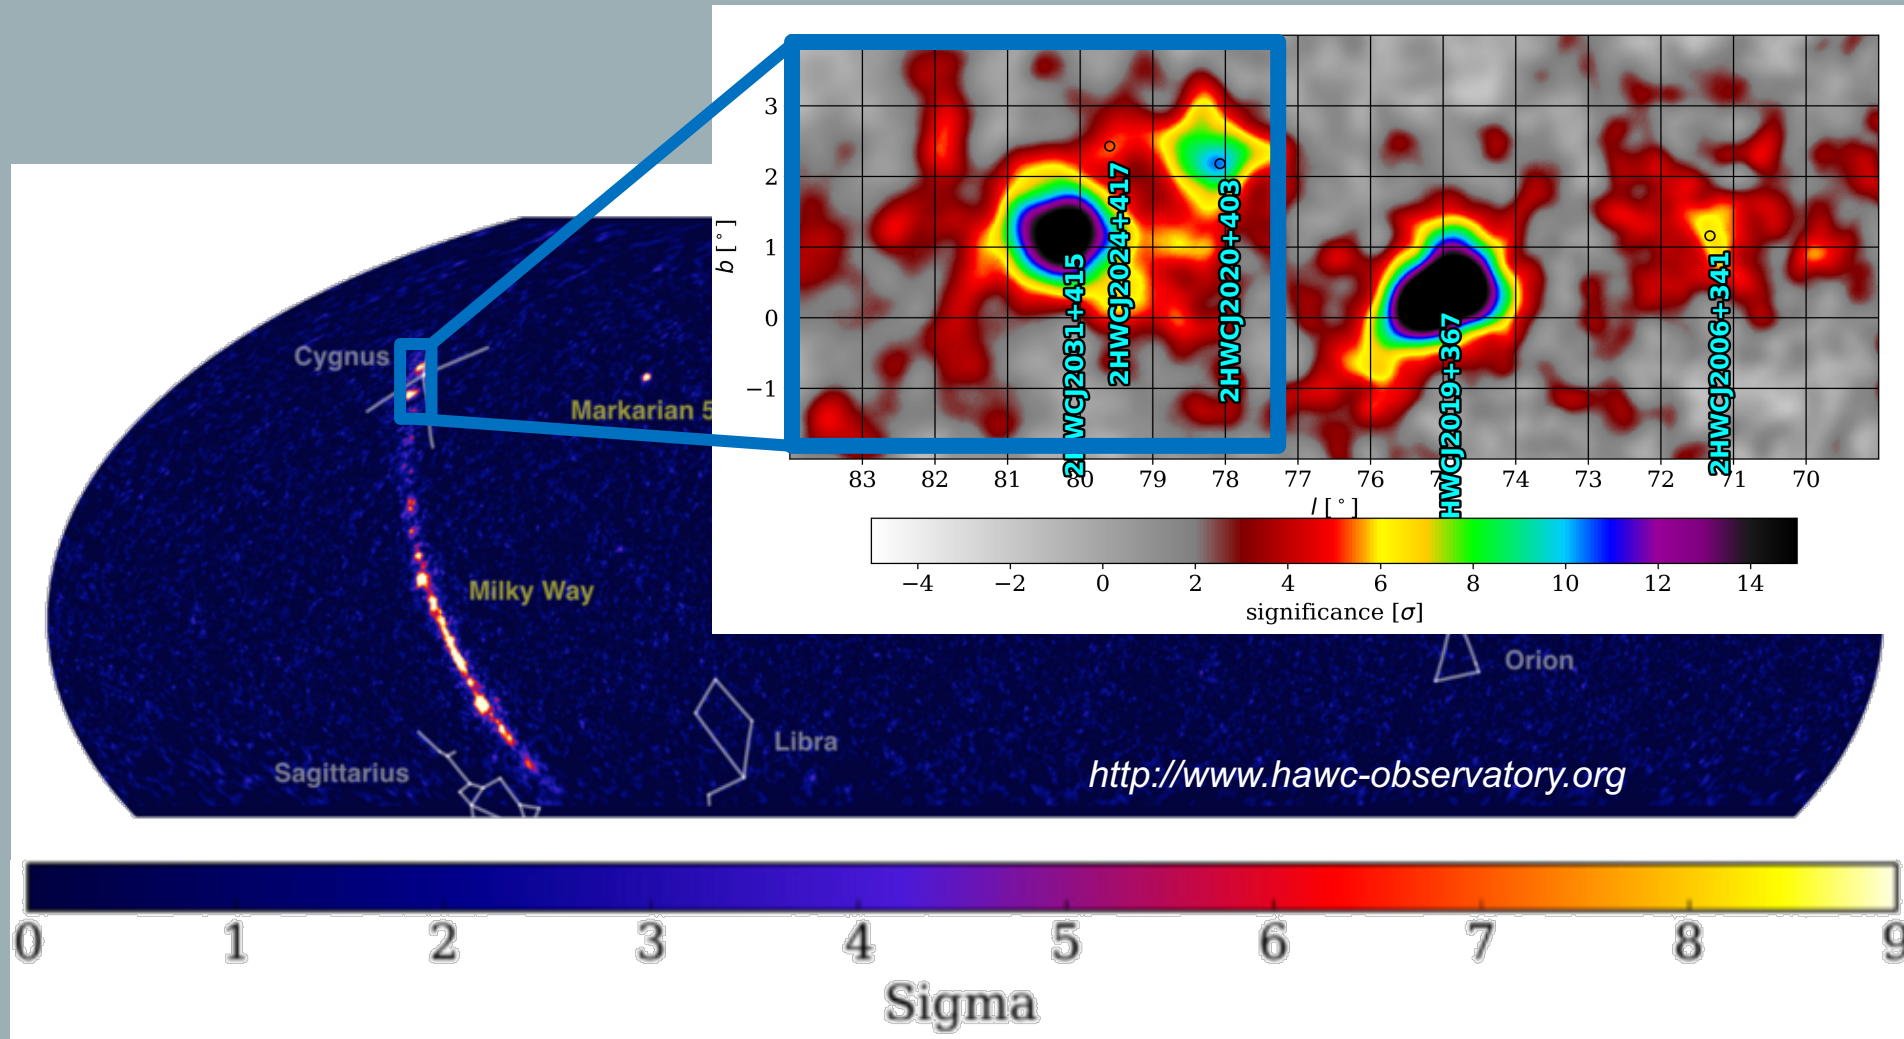 3
2
1
0
−1
b [°]
2HWCJ2031+415
2HWCJ2024+417
2HWCJ2020+403
HWCJ2019+367
2HWCJ2006+341
83 82 81 80 79 78 77 76 74 73 72 71 70
l [°]
−4 −2 0 2 4 6 8 10 12 14
significance [σ]
Cygnus
Markarian 5
Milky Way
Orion
Libra
Sagittarius
http://www.hawc-observatory.org
0 1 2 3 4 5 6 7 8 9
Sigma